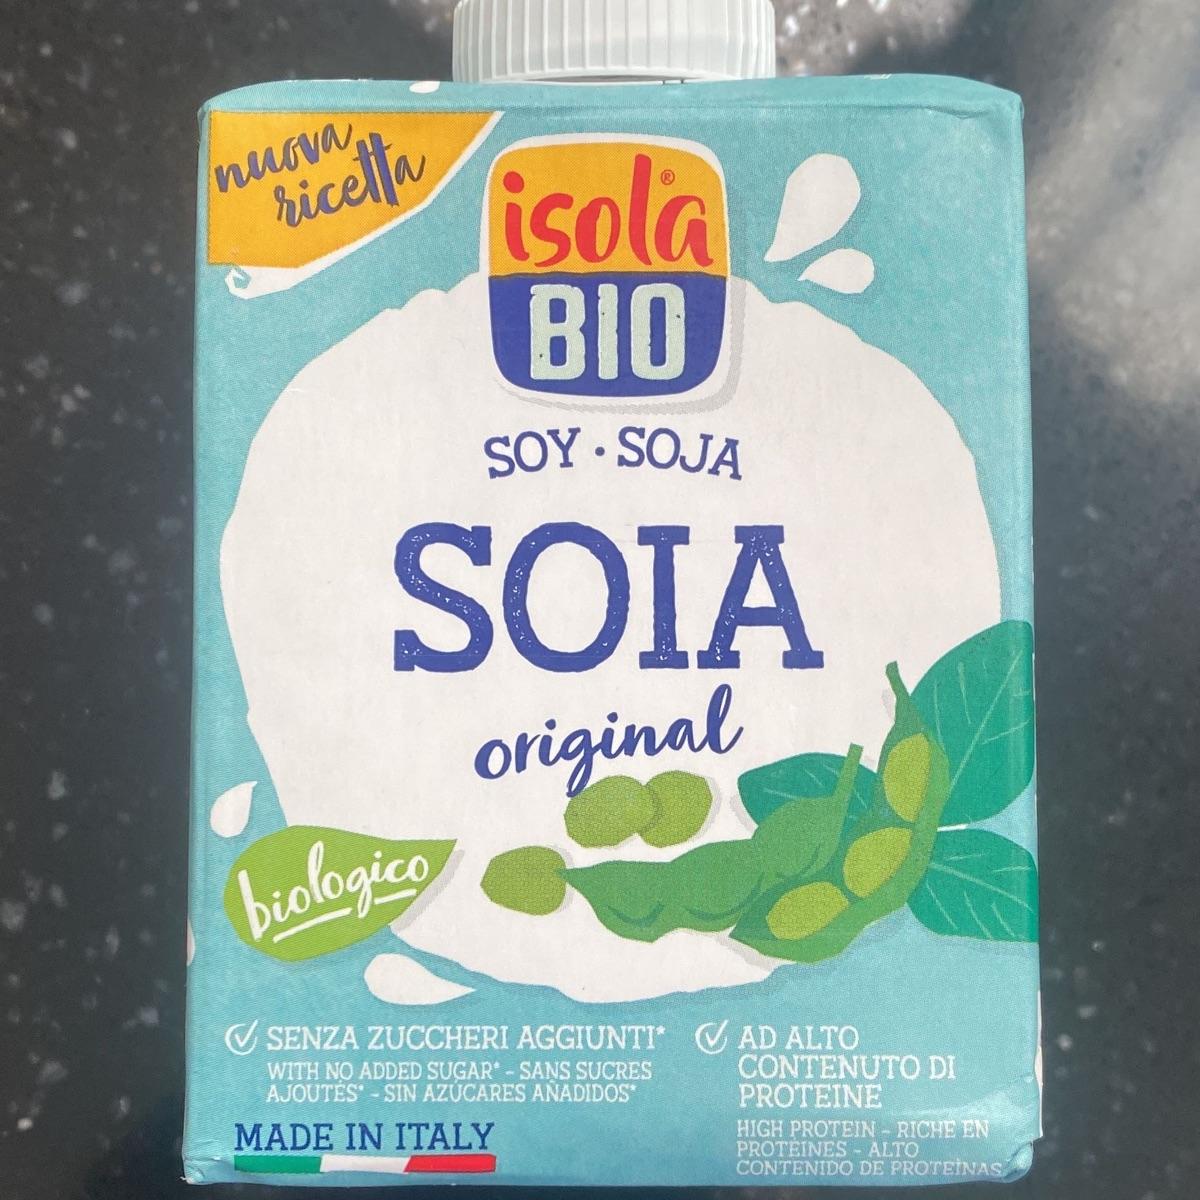 nuova
ricetta
isola®
BIO
SOY · SOJA
SOIA
original
biologico
SENZA ZUCCHERI AGGIUNTI*
WITH NO ADDED SUGAR* - SANS SUCRES
AJOUTÉS* - SIN AZÚCARES AÑADIDOS*
MADE IN ITALY
AD ALTO
CONTENUTO DI
PROTEINE
HIGH PROTEIN - RICHE EN
PROTÉINES - ALTO
CONTENIDO DE PROTEÍNAS